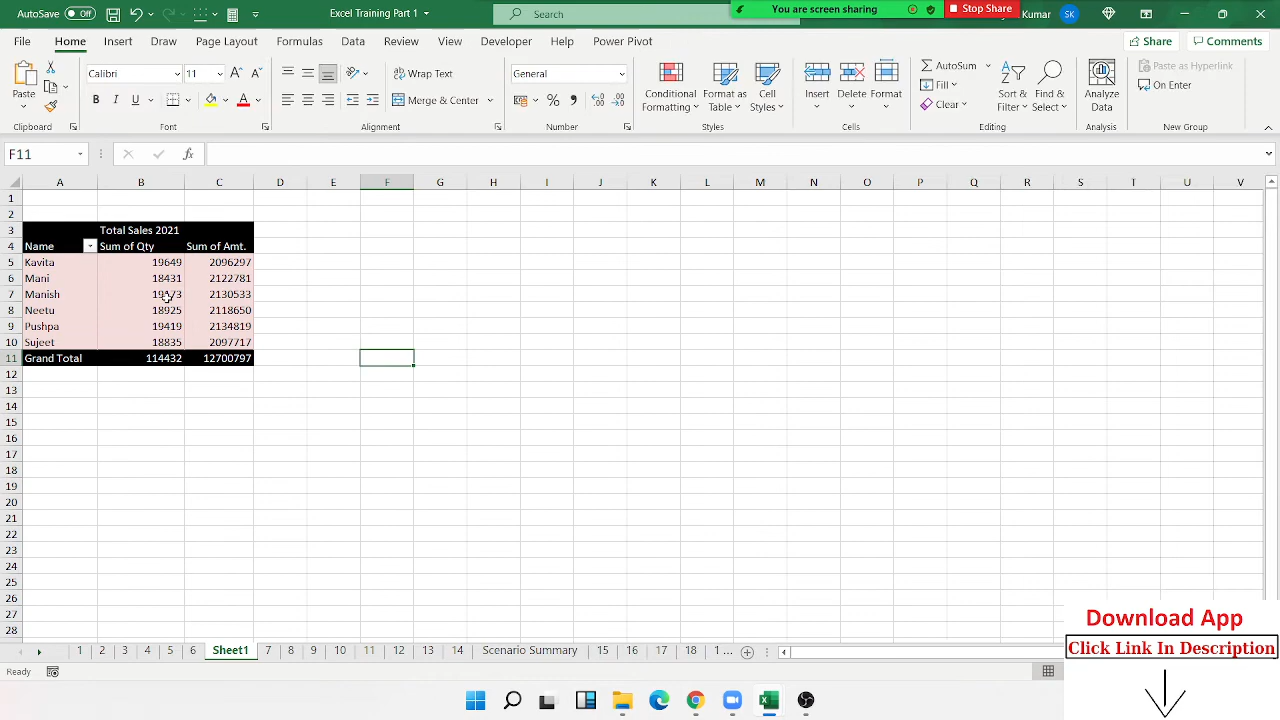 AutoSave Off
Excel Training Part 1
Search
You are screen sharing
Stop Share
Kumar
SK
File Home Insert Draw Page Layout Formulas Data Review View Developer Help Power Pivot
Share
Comments
Paste
Calibri
11
B I U
A
Wrap Text
Merge & Center
General
Conditional
Formatting
Format as
Table
Cell
Styles
Insert
Delete
Format
AutoSum
Fill
Clear
Sort &
Filter
Find &
Select
Analyze
Data
Paste as Hyperlink
On Enter
Clipboard Font Alignment Number Styles Cells Editing Analysis New Group
F11
fx
A B C D E F G H I J K L M N O P Q R S T U V
1
2
3 Total Sales 2021
4 Name Sum of Qty Sum of Amt.
5 Kavita 19649 2096297
6 Mani 18431 2122781
7 Manish 2130533
8 Neetu 18925 2118650
9 Pushpa 19419 2134819
10 Sujeet 18835 2097717
11 Grand Total 114432 12700797
12
13
14
15
16
17
18
19
20
21
22
23
24
25
26
27
28
1 2 3 4 5 6 Sheet1 7 8 9 10 11 12 13 14 Scenario Summary 15 16 17 18 1 ...
Ready
Download App
Click Link In Description